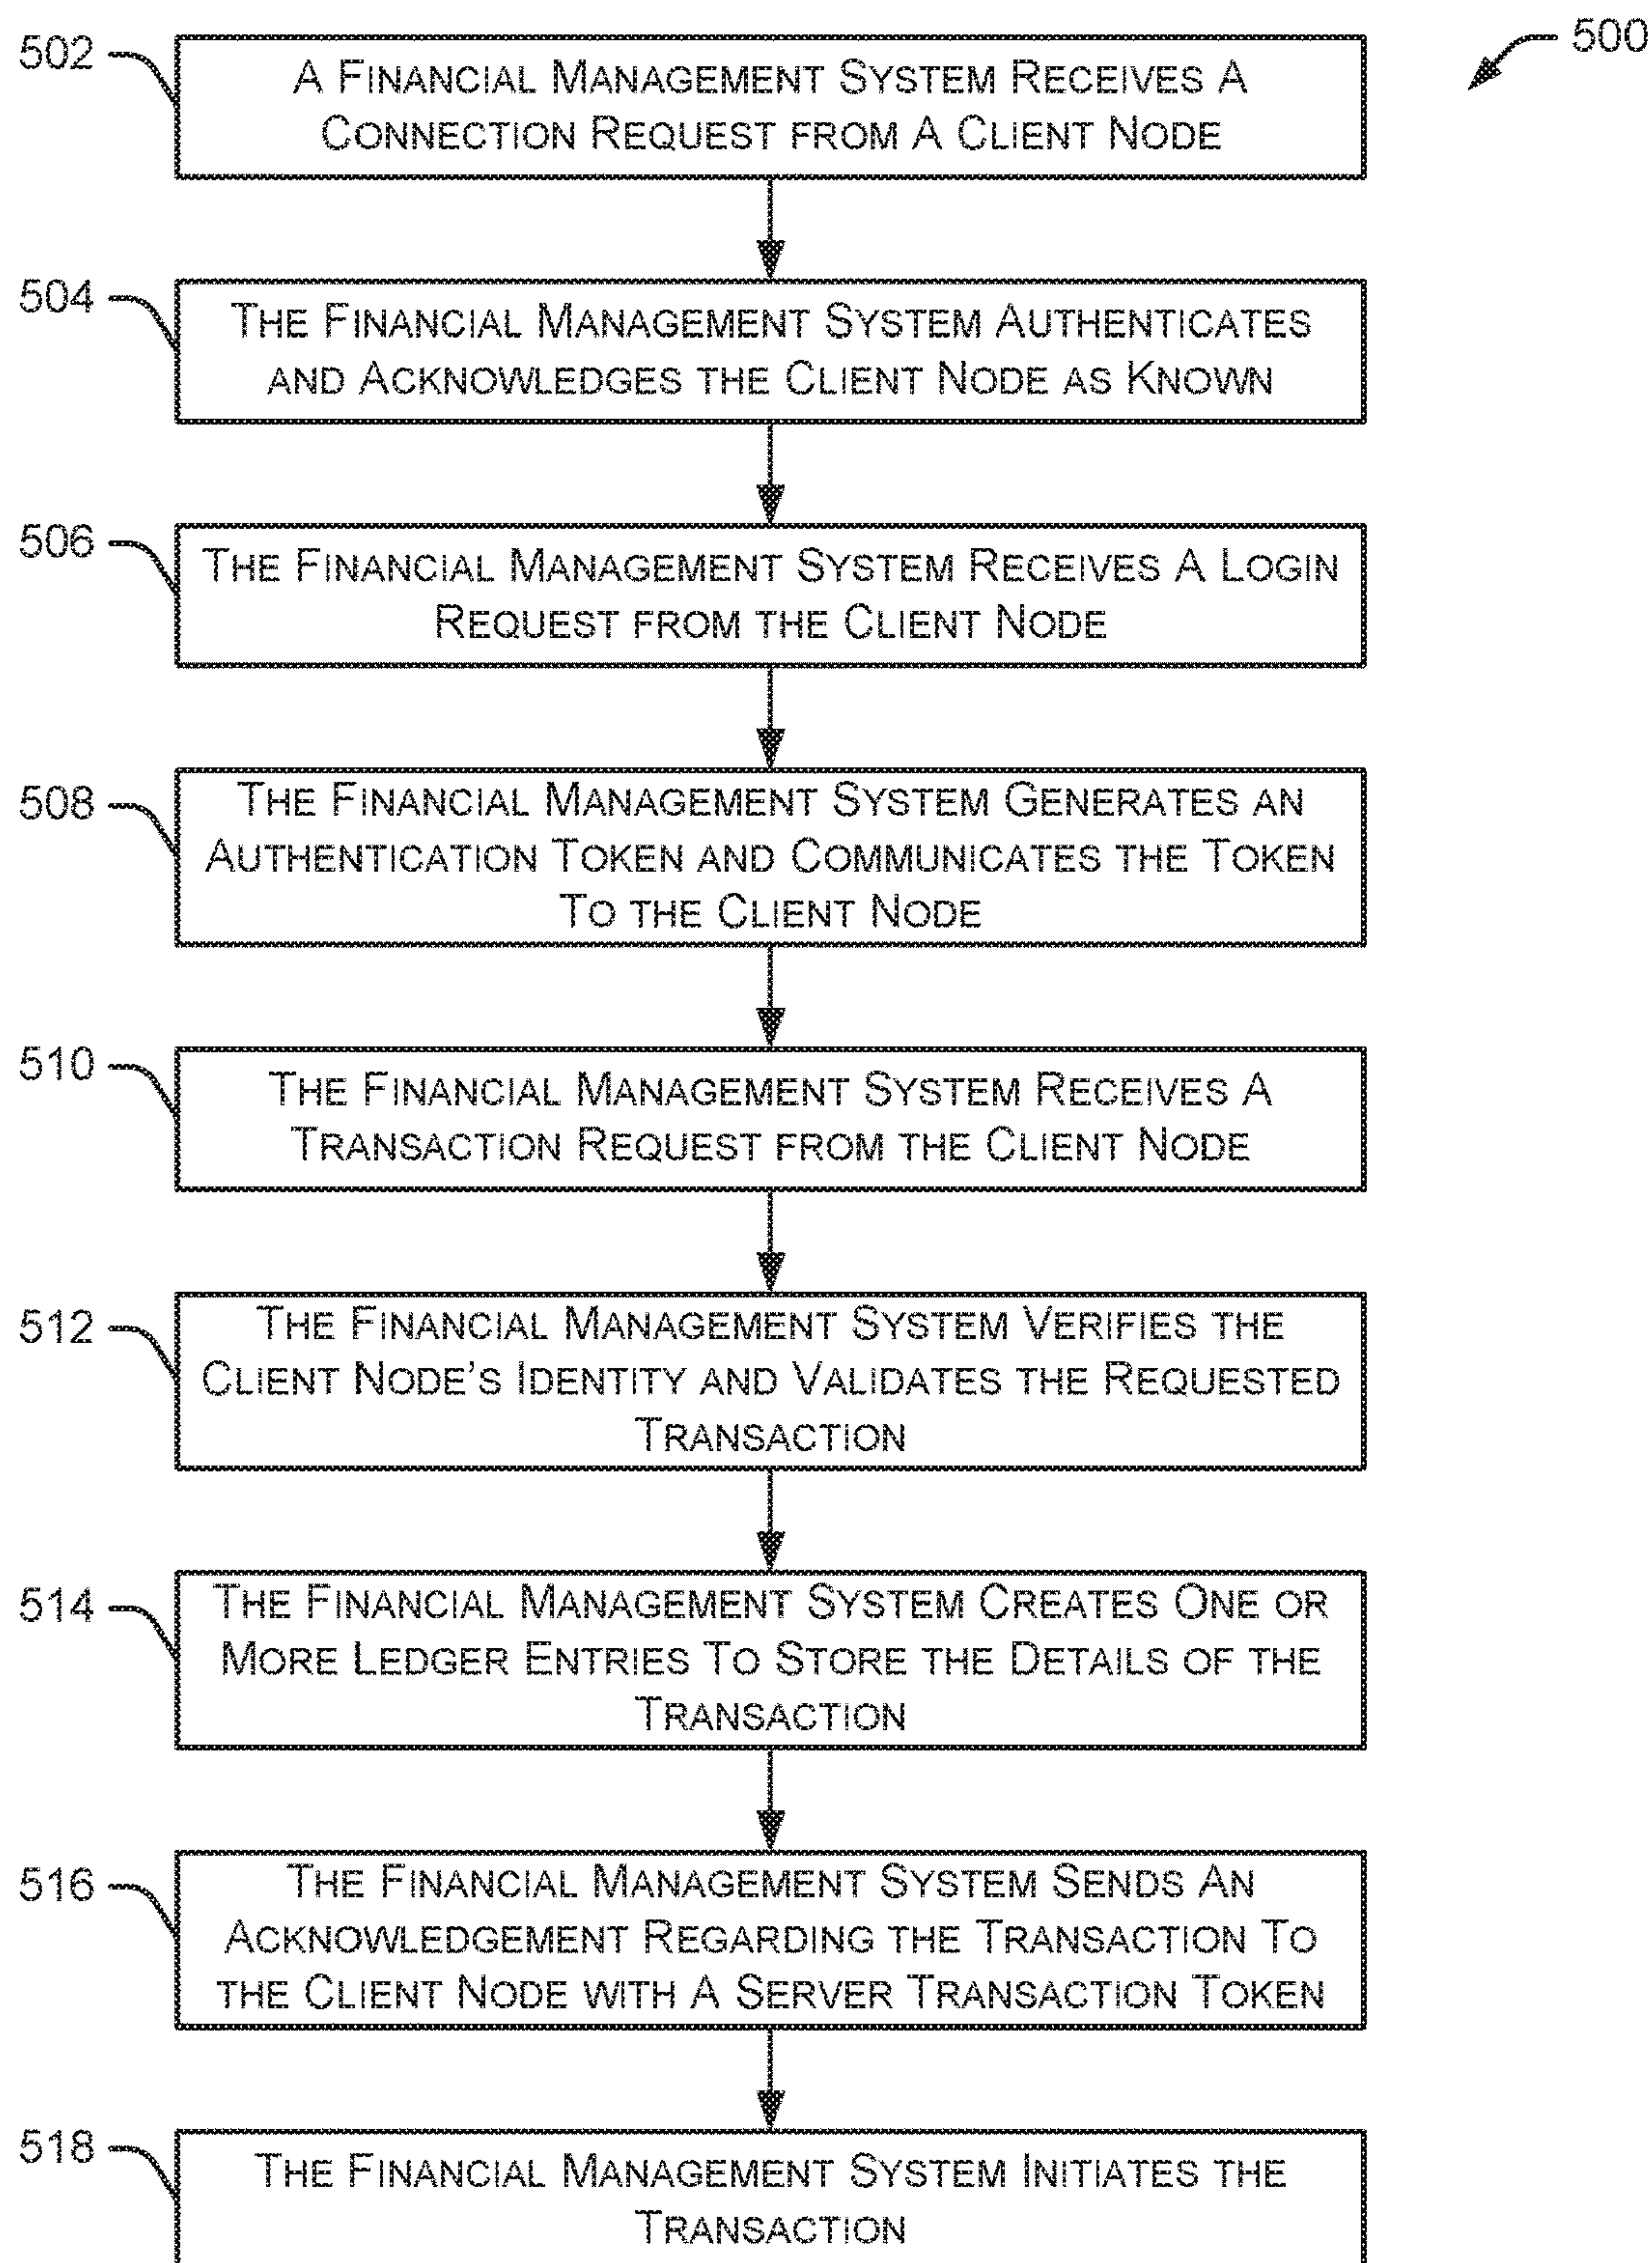 500
502
A FINANCIAL MANAGEMENT SYSTEM RECEIVES A
CONNECTION REQUEST FROM A CLIENT NODE
504
THE FINANCIAL MANAGEMENT SYSTEM AUTHENTICATES
AND ACKNOWLEDGES THE CLIENT NODE AS KNOWN
506
THE FINANCIAL MANAGEMENT SYSTEM RECEIVES A LOGIN
REQUEST FROM THE CLIENT NODE
508
THE FINANCIAL MANAGEMENT SYSTEM GENERATES AN
AUTHENTICATION TOKEN AND COMMUNICATES THE TOKEN
TO THE CLIENT NODE
510
THE FINANCIAL MANAGEMENT SYSTEM RECEIVES A
TRANSACTION REQUEST FROM THE CLIENT NODE
512
THE FINANCIAL MANAGEMENT SYSTEM VERIFIES THE
CLIENT NODE'S IDENTITY AND VALIDATES THE REQUESTED
TRANSACTION
514
THE FINANCIAL MANAGEMENT SYSTEM CREATES ONE OR
MORE LEDGER ENTRIES TO STORE THE DETAILS OF THE
TRANSACTION
516
THE FINANCIAL MANAGEMENT SYSTEM SENDS AN
ACKNOWLEDGEMENT REGARDING THE TRANSACTION TO
THE CLIENT NODE WITH A SERVER TRANSACTION TOKEN
518
THE FINANCIAL MANAGEMENT SYSTEM INITIATES THE
TRANSACTION